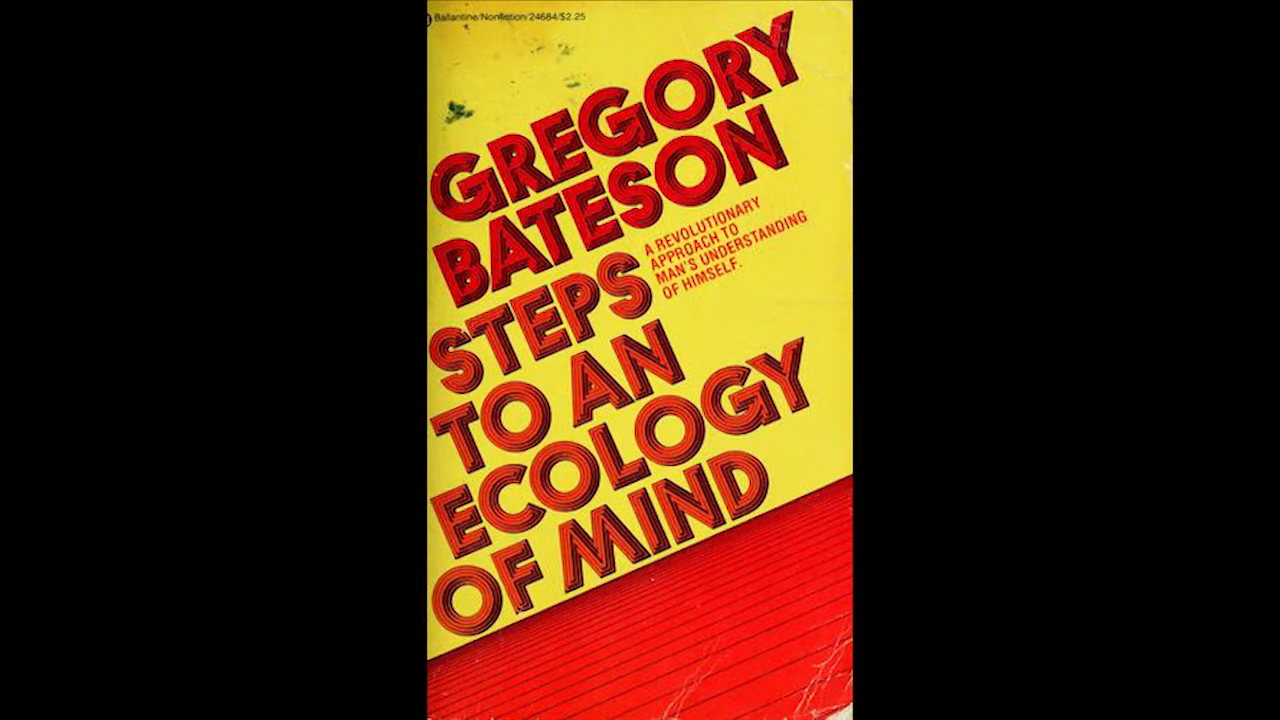 Ballantine/Nonfiction/24684/$2.25
GREGORY
BATESON
STEPS
TO AN
ECOLOGY
OF MIND
A REVOLUTIONARY
APPROACH TO
MAN'S UNDERSTANDING
OF HIMSELF.